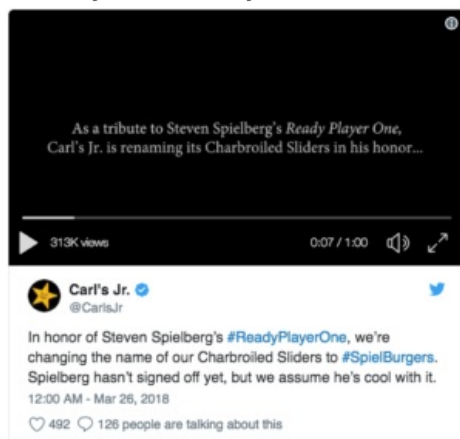 As a tribute to Steven Spielberg's Ready Player One,
Carl's Jr. is renaming its Charbroiled Sliders in his honor...
313K views 0:07 / 1:00
Carl's Jr.
@CarlsJr
In honor of Steven Spielberg's #ReadyPlayerOne, we're
changing the name of our Charbroiled Sliders to #SpielBurgers.
Spielberg hasn't signed off yet, but we assume he's cool with it.
12:00 AM - Mar 26, 2018
492 126 people are talking about this